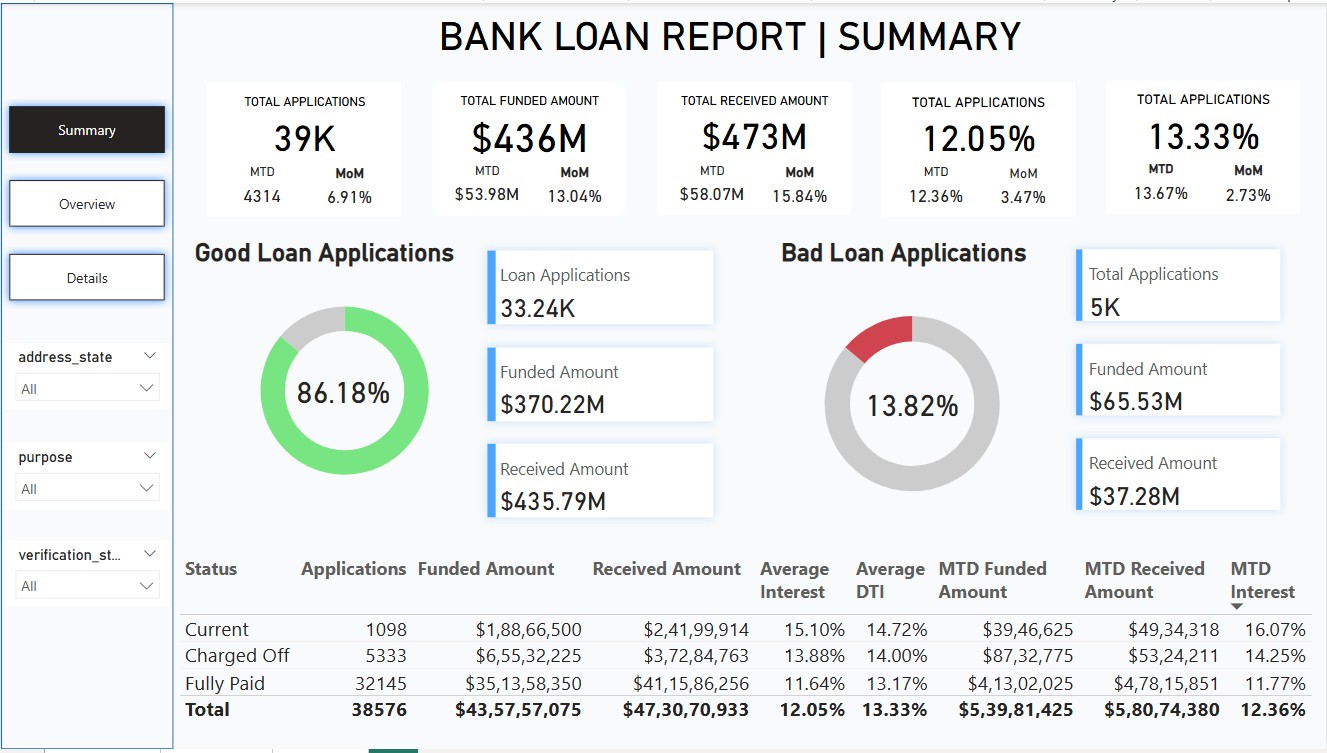 BANK LOAN REPORT | SUMMARY
Summary
Overview
Details
address_state
All
purpose
All
verification_st...
All
TOTAL APPLICATIONS
39K
MTD MoM
4314 6.91%
TOTAL FUNDED AMOUNT
$436M
MTD MoM
$53.98M 13.04%
TOTAL RECEIVED AMOUNT
$473M
MTD MoM
$58.07M 15.84%
TOTAL APPLICATIONS
12.05%
MTD MoM
12.36% 3.47%
TOTAL APPLICATIONS
13.33%
MTD MoM
13.67% 2.73%
Good Loan Applications
86.18%
Loan Applications
33.24K
Funded Amount
$370.22M
Received Amount
$435.79M
Bad Loan Applications
13.82%
Total Applications
5K
Funded Amount
$65.53M
Received Amount
$37.28M
Status Applications Funded Amount Received Amount Average Interest Average DTI MTD Funded Amount MTD Received Amount MTD Interest
Current 1098 $1,88,66,500 $2,41,99,914 15.10% 14.72% $39,46,625 $49,34,318 16.07%
Charged Off 5333 $6,55,32,225 $3,72,84,763 13.88% 14.00% $87,32,775 $53,24,211 14.25%
Fully Paid 32145 $35,13,58,350 $41,15,86,256 11.64% 13.17% $4,13,02,025 $4,78,15,851 11.77%
Total 38576 $43,57,57,075 $47,30,70,933 12.05% 13.33% $5,39,81,425 $5,80,74,380 12.36%